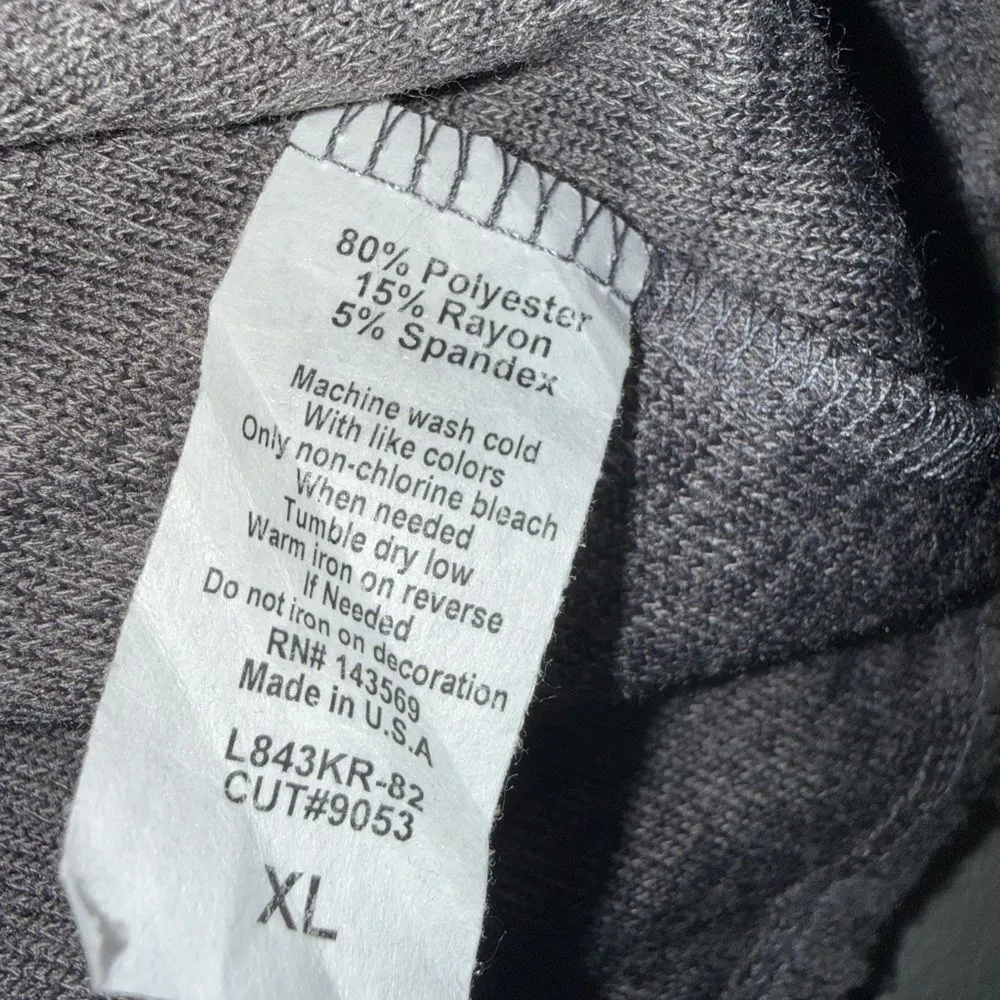 80% Polyester
15% Rayon
5% Spandex
Machine wash cold
With like colors
Only non-chlorine bleach
When needed
Tumble dry low
Warm iron on reverse
If Needed
Do not iron on decoration
RN# 143569
Made in U.S.A
L843KR-82
CUT#9053
XL